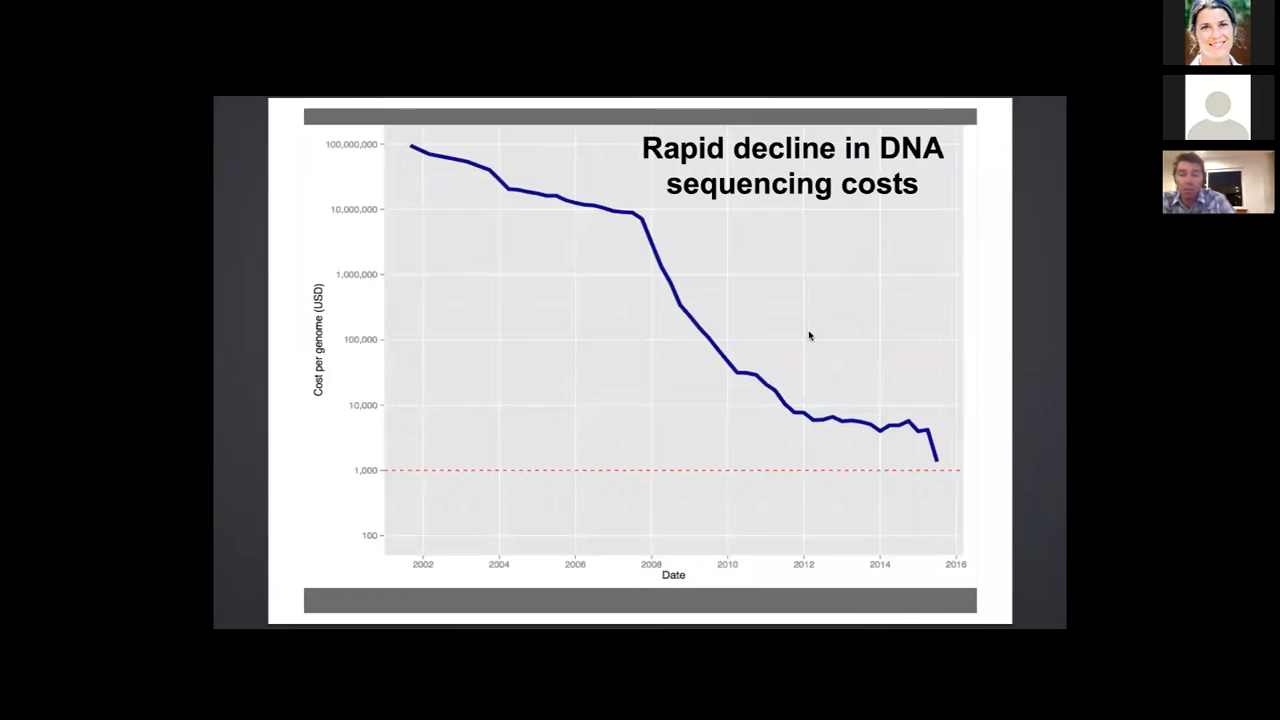 Rapid decline in DNA
sequencing costs
100,000,000
10,000,000
1,000,000
100,000
10,000
1,000
100
Cost per genome (USD)
2002 2004 2006 2008 2010 2012 2014 2016
Date